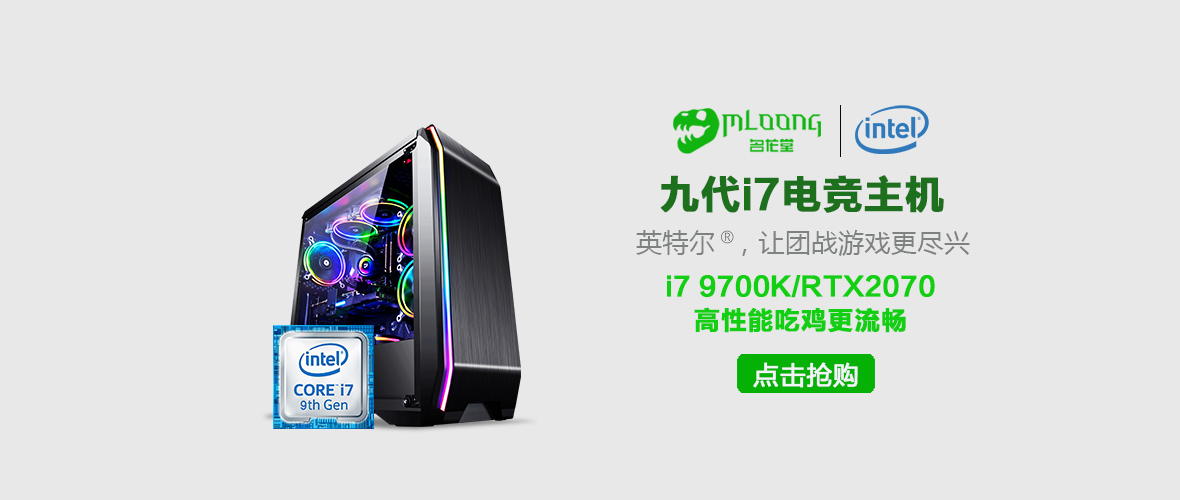 mLoong
名龙堂
intel
九代i7电竞主机
英特尔®，让团战游戏更尽兴
i7 9700K/RTX2070
高性能吃鸡更流畅
点击抢购
intel
CORE™ i7
9th Gen